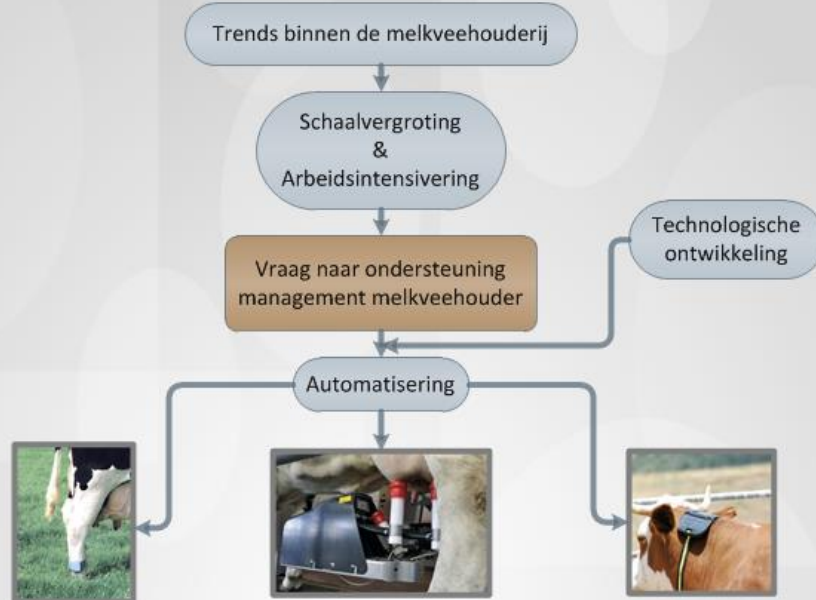 Trends binnen de melkveehouderij
Schaalvergroting
&
Arbeidsintensivering
Technologische
ontwikkeling
Vraag naar ondersteuning
management melkveehouder
Automatisering